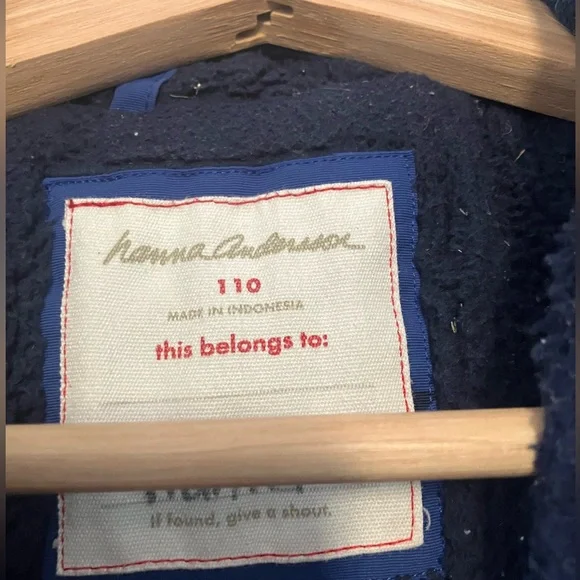 hanna andersson
110
MADE IN INDONESIA
this belongs to:
If found, give a shout.